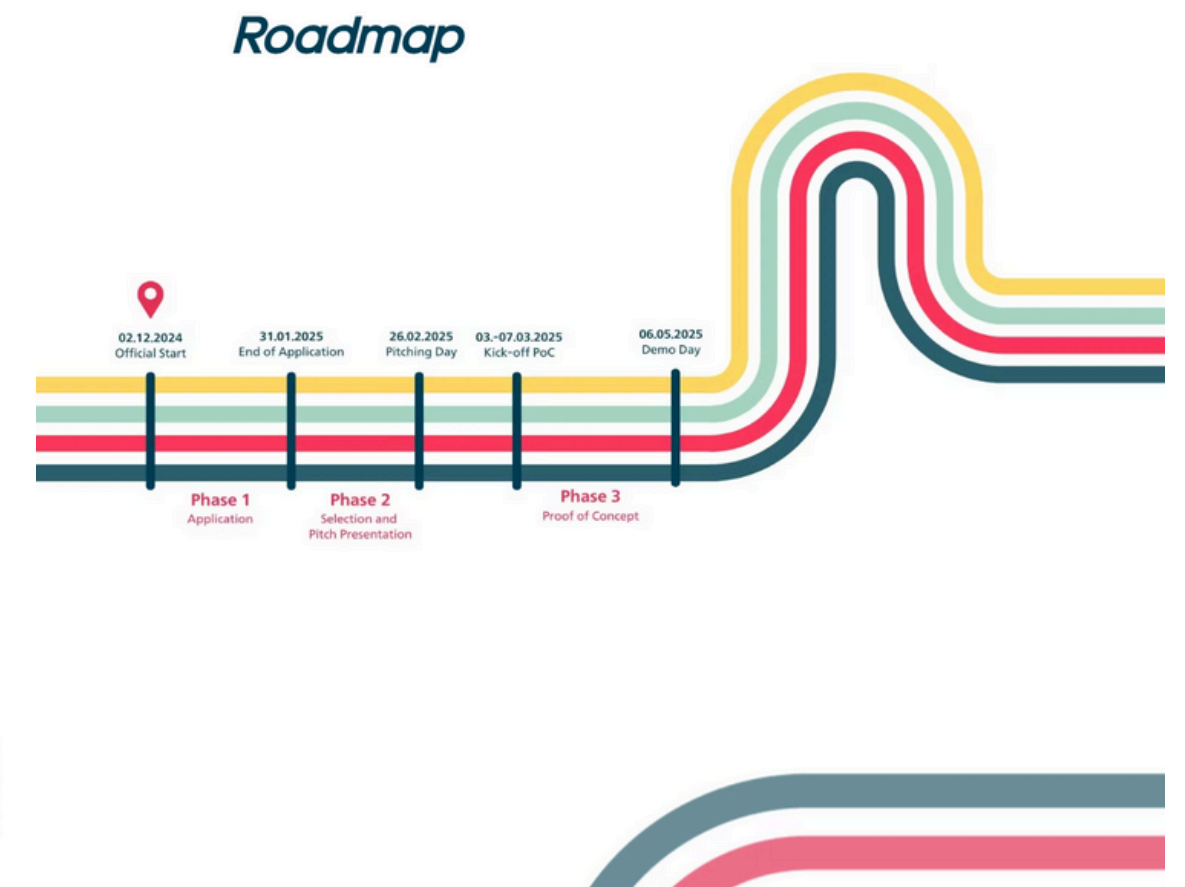 Roadmap
02.12.2024
Official Start
31.01.2025
End of Application
26.02.2025
Pitching Day
03.-07.03.2025
Kick-off PoC
06.05.2025
Demo Day
Phase 1
Application
Phase 2
Selection and
Pitch Presentation
Phase 3
Proof of Concept